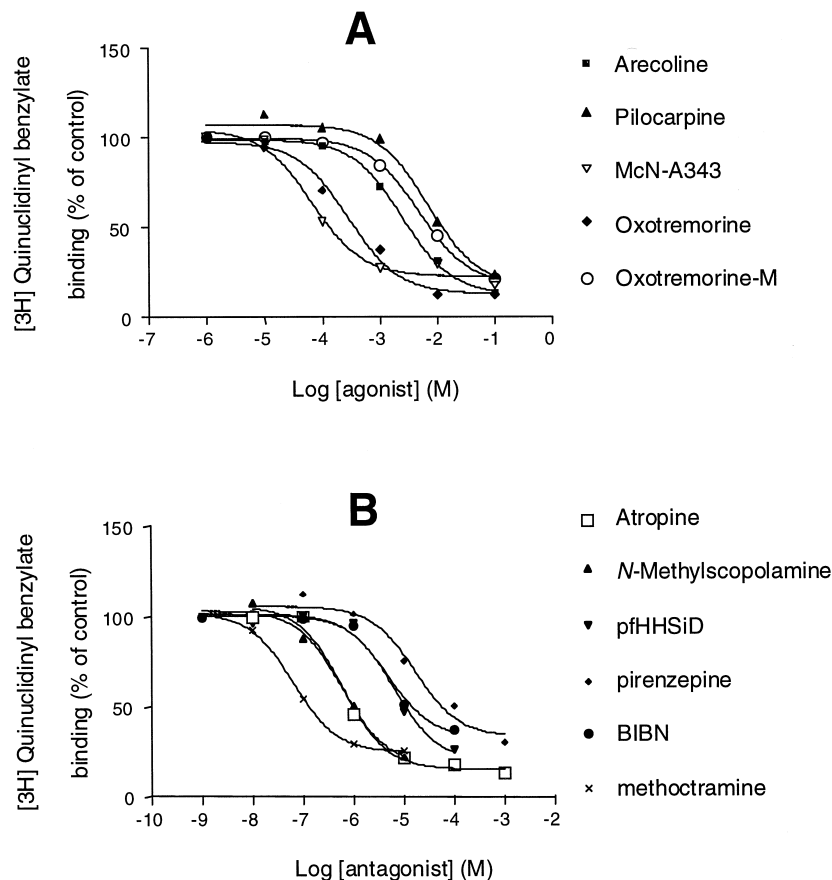 A
[3H] Quinuclidinyl benzylate
binding (% of control)
150
100
50
0
-7 -6 -5 -4 -3 -2 -1 0
Log [agonist] (M)
Arecoline
Pilocarpine
McN-A343
Oxotremorine
Oxotremorine-M
B
[3H] Quinuclidinyl benzylate
binding (% of control)
150
100
50
0
-10 -9 -8 -7 -6 -5 -4 -3 -2
Log [antagonist] (M)
Atropine
N-Methylscopolamine
pfHHSiD
pirenzepine
BIBN
methoctramine